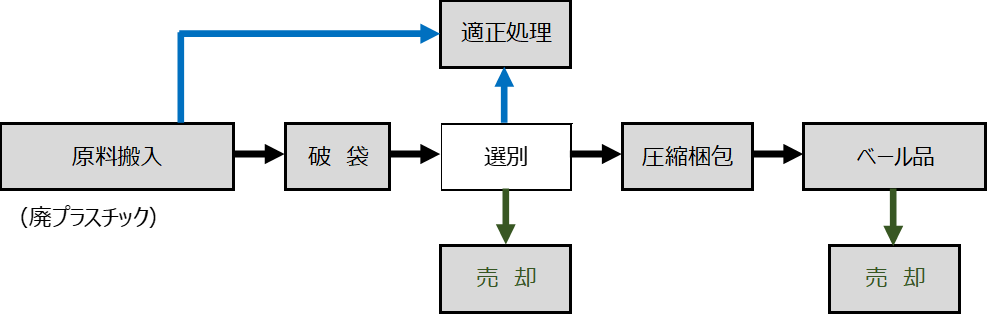 適正処理
原料搬入
破 袋
選別
圧縮梱包
ベール品
（廃プラスチック）
売 却
売 却